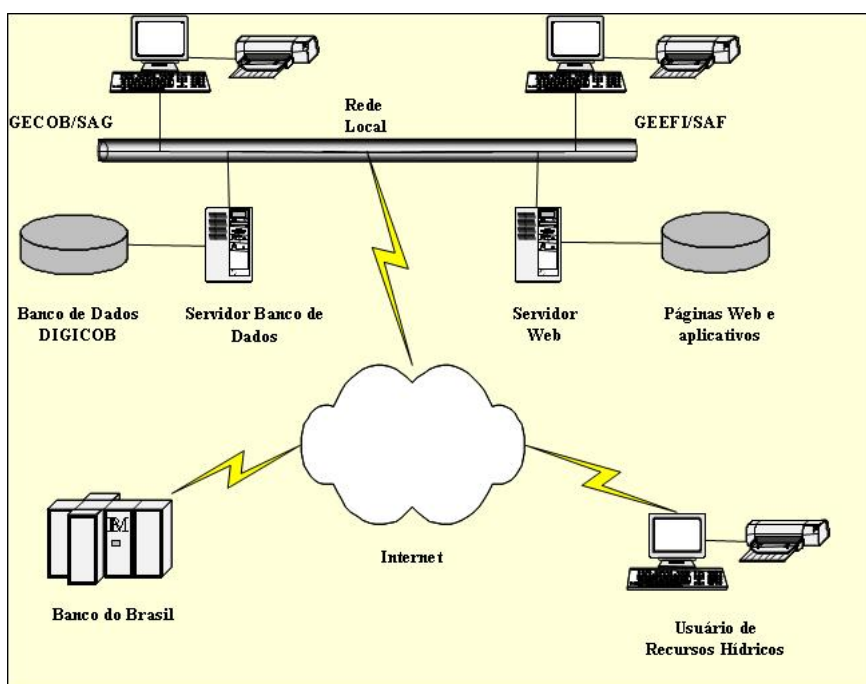 GECOB/SAG
Rede
Local
GEEFI/SAF
Banco de Dados
DIGICOB
Servidor Banco de
Dados
Servidor
Web
Páginas Web e
aplicativos
IBM
Internet
Banco do Brasil
Usuário de
Recursos Hídricos